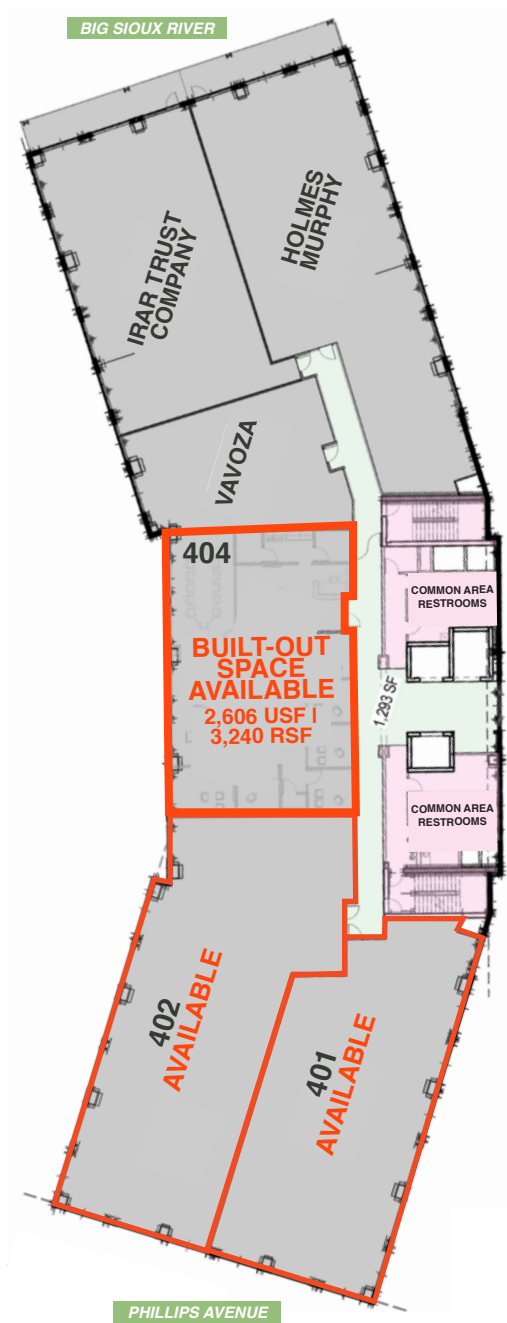 BIG SIOUX RIVER
HOLMES
MURPHY
IRAR TRUST
COMPANY
VAVOZA
404
BUILT-OUT
SPACE
AVAILABLE
2,606 USF |
3,240 RSF
COMMON AREA
RESTROOMS
1,293 SF
COMMON AREA
RESTROOMS
402
AVAILABLE
401
AVAILABLE
PHILLIPS AVENUE